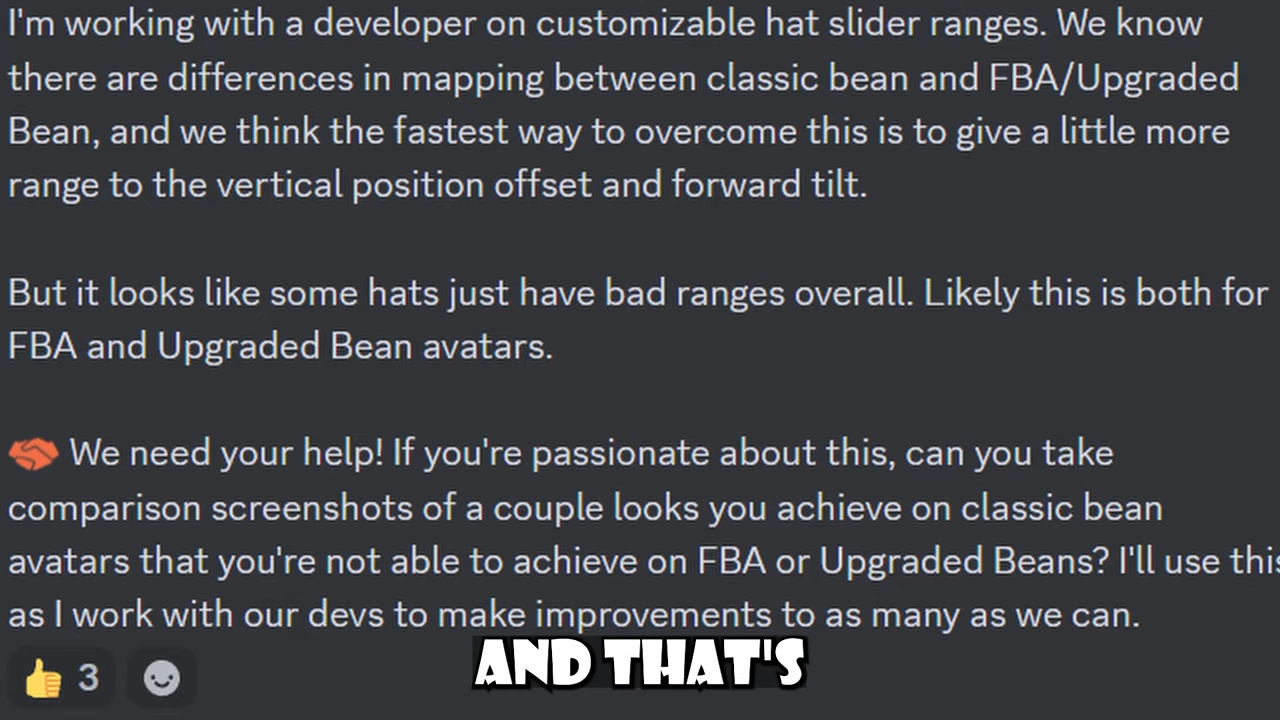 I'm working with a developer on customizable hat slider ranges. We know
there are differences in mapping between classic bean and FBA/Upgraded
Bean, and we think the fastest way to overcome this is to give a little more
range to the vertical position offset and forward tilt.
But it looks like some hats just have bad ranges overall. Likely this is both for
FBA and Upgraded Bean avatars.
We need your help! If you're passionate about this, can you take
comparison screenshots of a couple looks you achieve on classic bean
avatars that you're not able to achieve on FBA or Upgraded Beans? I'll use this
as I work with our devs to make improvements to as many as we can.
3
AND THAT'S